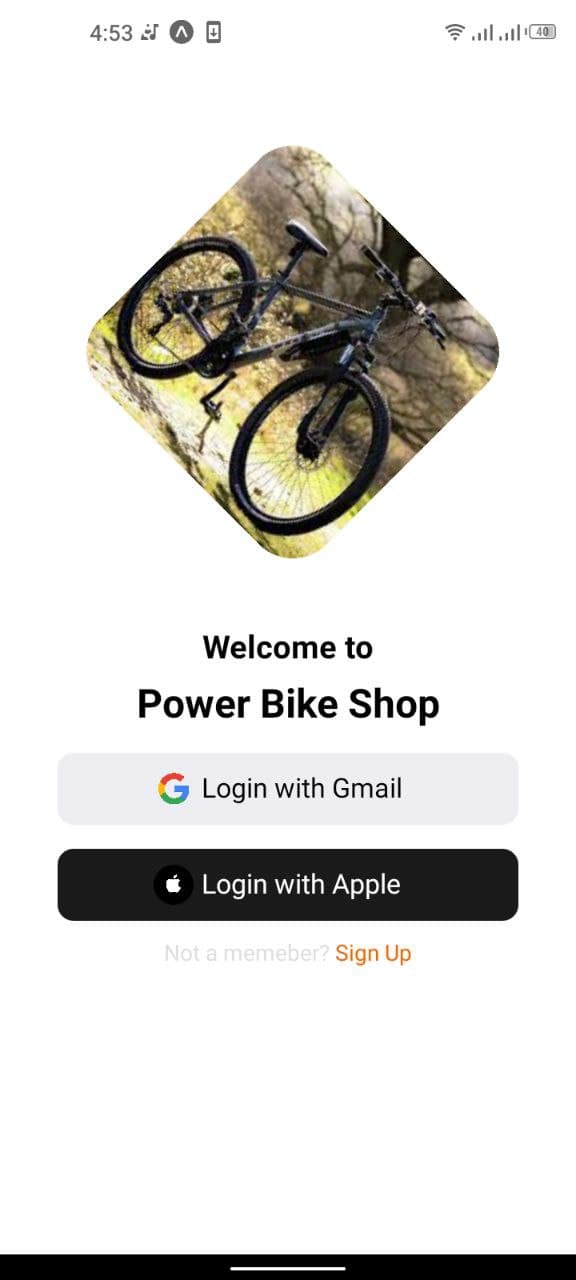 4:53
40
Welcome to
Power Bike Shop
Login with Gmail
Login with Apple
Not a memeber? Sign Up